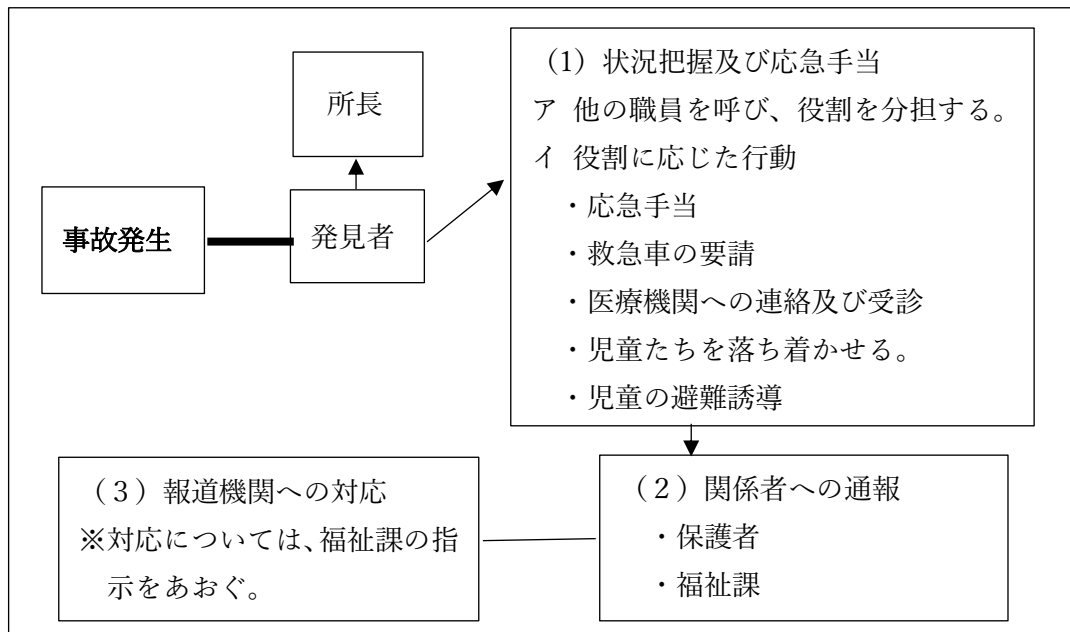 所長
事故発生
発見者
（1）状況把握及び応急手当
ア 他の職員を呼び、役割を分担する。
イ 役割に応じた行動
・応急手当
・救急車の要請
・医療機関への連絡及び受診
・児童たちを落ち着かせる。
・児童の避難誘導
（２）関係者への通報
・保護者
・福祉課
（３）報道機関への対応
※対応については、福祉課の指
示をあおぐ。